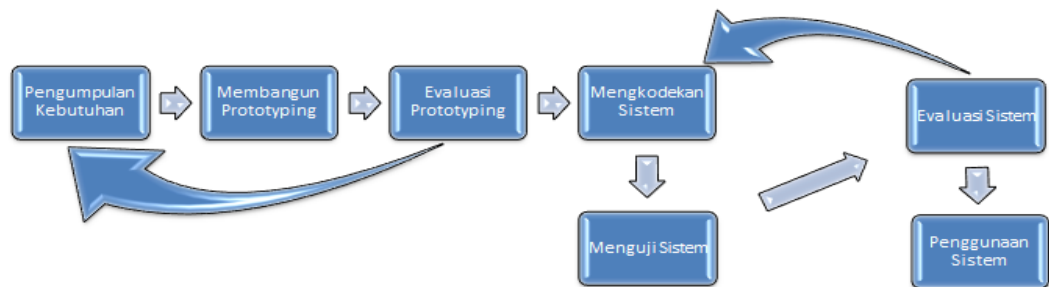 Pengumpulan
Kebutuhan
Membangun
Prototyping
Evaluasi
Prototyping
Mengkodekan
Sistem
Evaluasi Sistem
Menguji Sistem
Penggunaan
Sistem